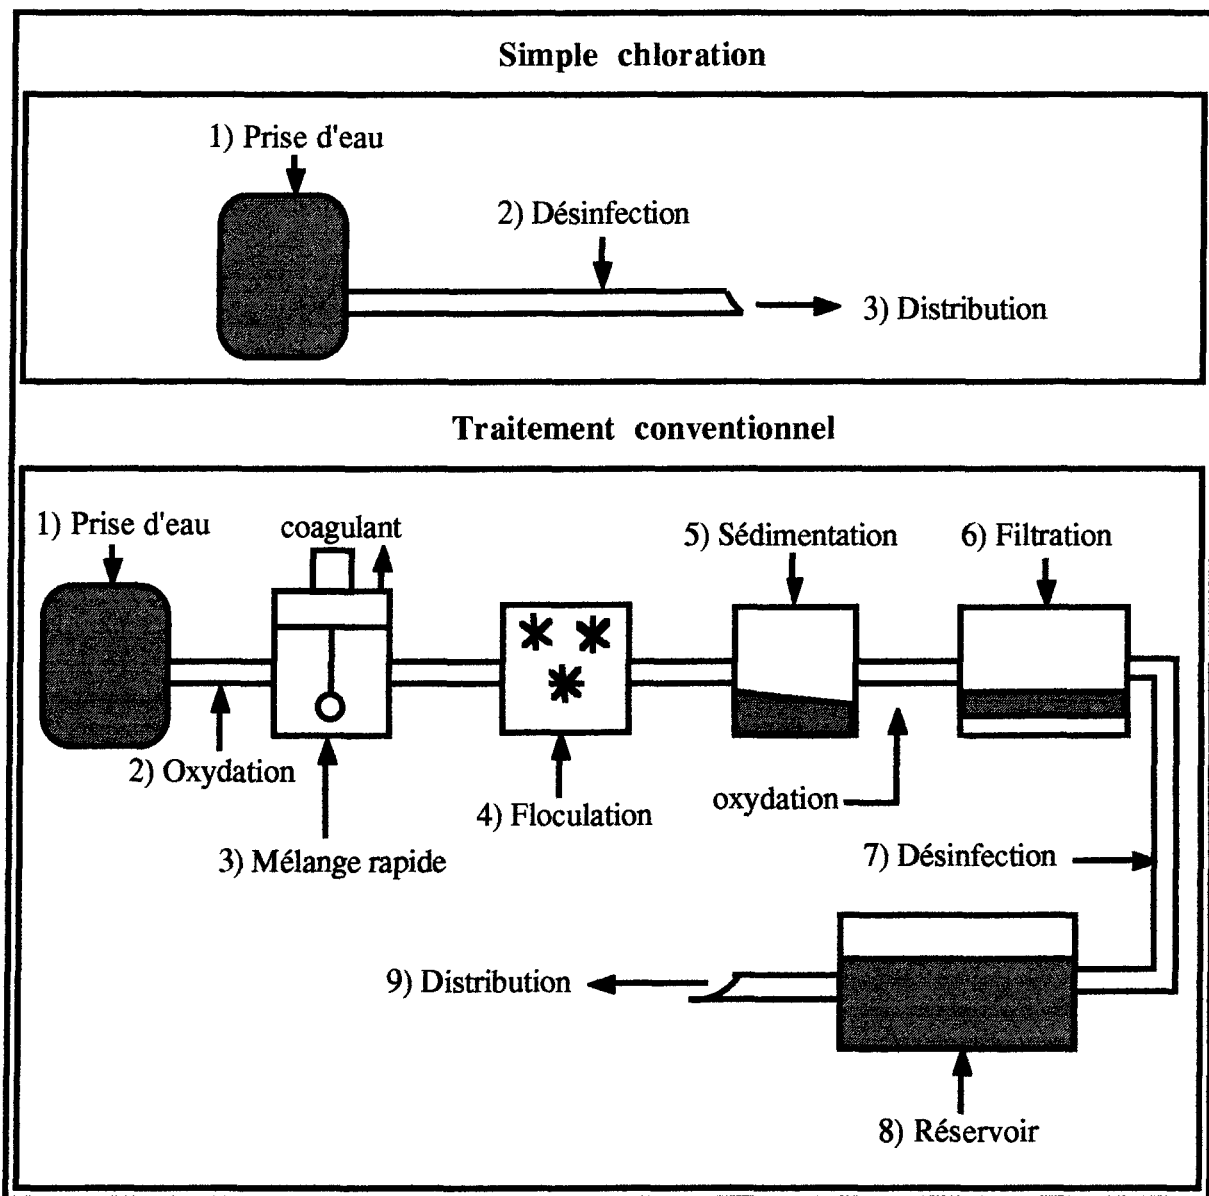 Simple chloration
1) Prise d'eau
2) Désinfection
3) Distribution
Traitement conventionnel
1) Prise d'eau
coagulant
5) Sédimentation
6) Filtration
2) Oxydation
4) Floculation
oxydation
3) Mélange rapide
7) Désinfection
9) Distribution
8) Réservoir